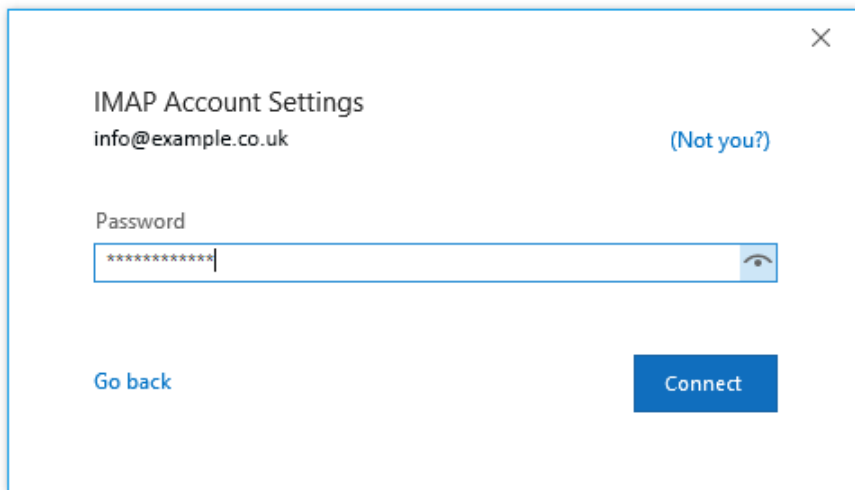 IMAP Account Settings
info@example.co.uk
(Not you?)
Password
************
Go back
Connect